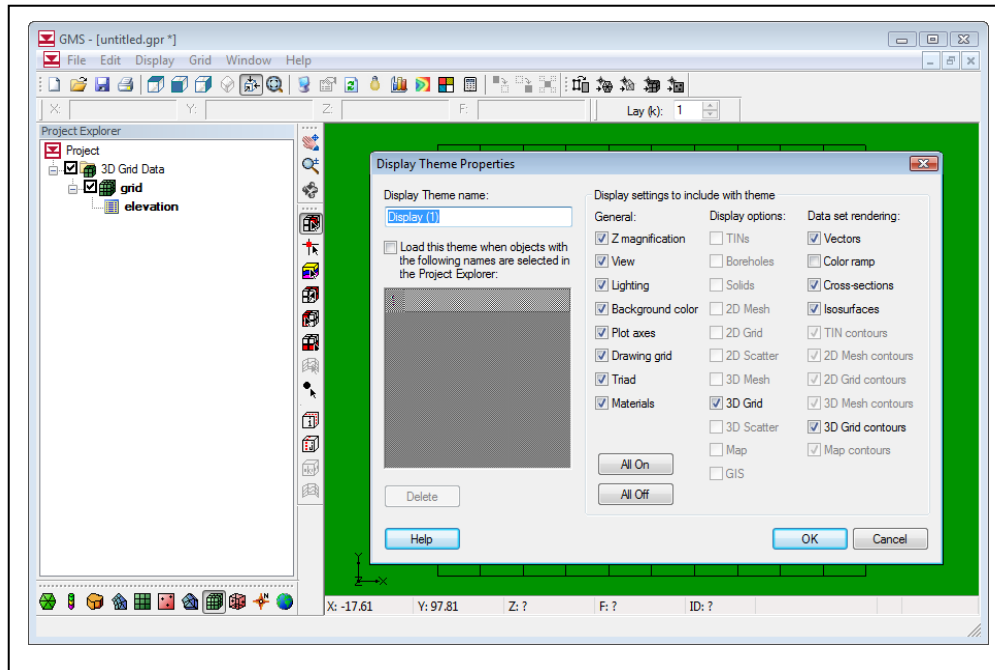 GMS - [untitled.gpr *]
File Edit Display Grid Window Help
X: Y: Z: F: Lay (k): 1
Project Explorer
Project
3D Grid Data
grid
elevation
Display Theme Properties
Display Theme name:
Display (1)
Load this theme when objects with
the following names are selected in
the Project Explorer:
1
Delete
Help
Display settings to include with theme
General: Display options: Data set rendering:
Z magnification TINs Vectors
View Boreholes Color ramp
Lighting Solids Cross-sections
Background color 2D Mesh Isosurfaces
Plot axes 2D Grid TIN contours
Drawing grid 2D Scatter 2D Mesh contours
Triad 3D Mesh 2D Grid contours
Materials 3D Grid 3D Mesh contours
3D Scatter 3D Grid contours
Map Map contours
GIS
All On
All Off
OK Cancel
Y
Z X
X: -17.61 Y: 97.81 Z: ? F: ? ID: ?